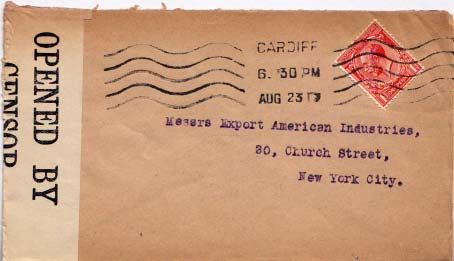 OPENED BY
CENSOR
CARDIFF
6. 30 PM
AUG 23 17
Messrs Export American Industries,
30, Church Street,
New York City.